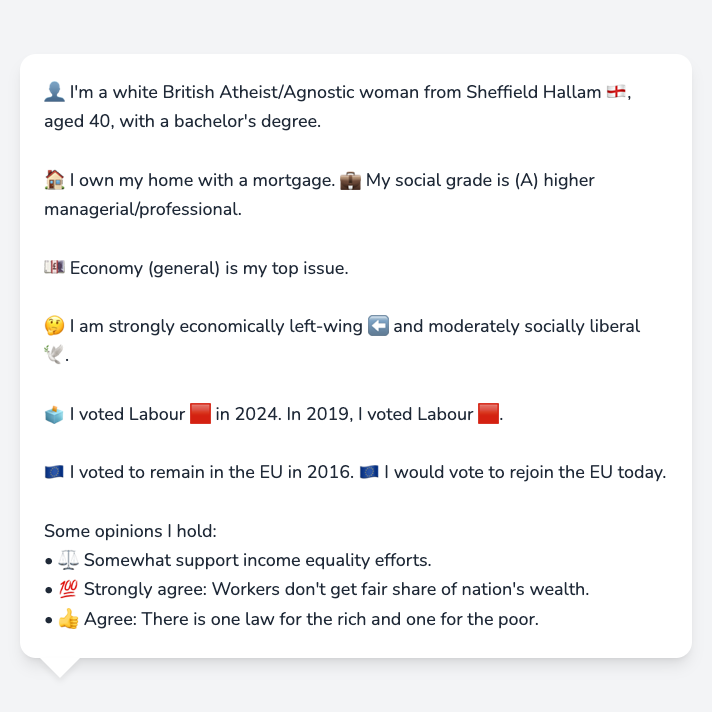 👤 I'm a white British Atheist/Agnostic woman from Sheffield Hallam 🏴󠁧󠁢󠁥󠁮󠁧󠁿,
aged 40, with a bachelor's degree.
🏠 I own my home with a mortgage. 💼 My social grade is (A) higher
managerial/professional.
💷 Economy (general) is my top issue.
🤔 I am strongly economically left-wing ⬅️ and moderately socially liberal
🕊️.
🗳️ I voted Labour 🟥 in 2024. In 2019, I voted Labour 🟥.
🇪🇺 I voted to remain in the EU in 2016. 🇪🇺 I would vote to rejoin the EU today.
Some opinions I hold:
• ⚖️ Somewhat support income equality efforts.
• 💯 Strongly agree: Workers don't get fair share of nation's wealth.
• 👍 Agree: There is one law for the rich and one for the poor.